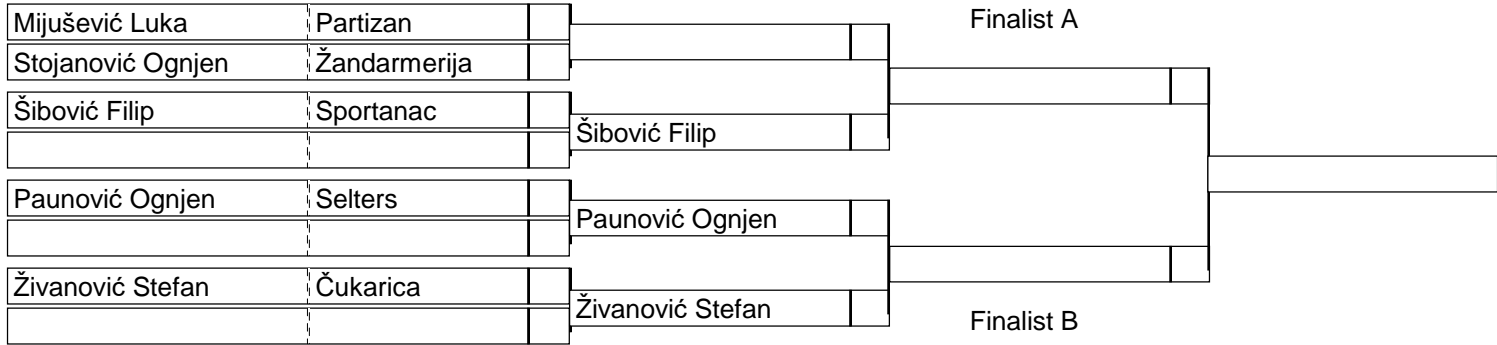 Mijušević Luka Partizan
Stojanović Ognjen Žandarmerija
Šibović Filip Sportanac
Paunović Ognjen Selters
Živanović Stefan Čukarica
Šibović Filip
Paunović Ognjen
Živanović Stefan
Finalist A
Finalist B